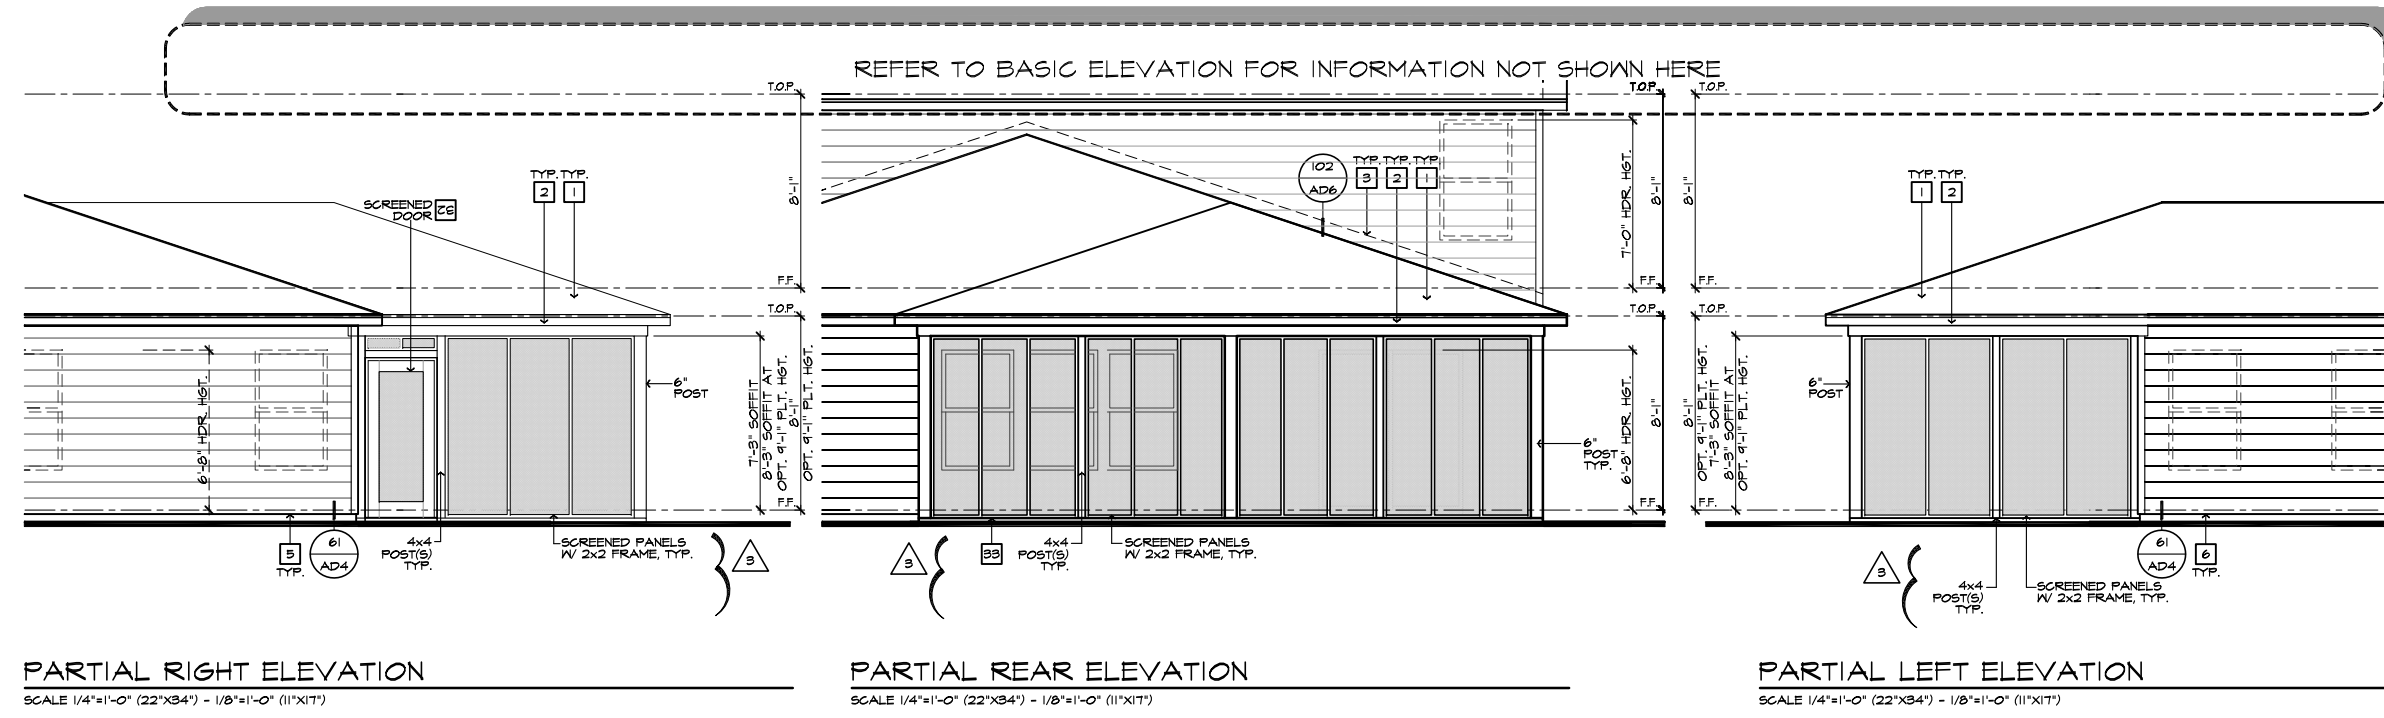 REFER TO BASIC ELEVATION FOR INFORMATION NOT SHOWN HERE
T.O.P.
8'-1"
F.F.
T.O.P.
TYP. TYP.
2 1
SCREENED
DOOR
6'-8" HDR. HGT.
6"
POST
7'-3" SOFFIT
8'-3" SOFFIT AT
OPT. 9'-1" PLT. HGT.
8'-1"
OPT. 9'-1" PLT. HGT.
F.F.
5
TYP.
61
AD4
4x4
POST(S)
TYP.
SCREENED PANELS
W/ 2x2 FRAME, TYP.
3
PARTIAL RIGHT ELEVATION
SCALE 1/4"=1'-0" (22"X34") - 1/8"=1'-0" (11"X17")
T.O.P.
102
AD6
TYP. TYP. TYP.
3 2 1
7'-0" HDR. HGT.
8'-1"
F.F.
T.O.P.
6'-8" HDR. HGT.
8'-1"
6"
POST
TYP.
F.F.
3
33
4x4
POST(S)
TYP.
SCREENED PANELS
W/ 2x2 FRAME, TYP.
PARTIAL REAR ELEVATION
SCALE 1/4"=1'-0" (22"X34") - 1/8"=1'-0" (11"X17")
T.O.P.
8'-1"
F.F.
T.O.P.
TYP. TYP.
1 2
8'-1"
OPT. 9'-1" PLT. HGT.
7'-3" SOFFIT
8'-3" SOFFIT AT
OPT. 9'-1" PLT. HGT.
6"
POST
F.F.
3
4x4
POST(S)
TYP.
SCREENED PANELS
W/ 2x2 FRAME, TYP.
61
AD4
6
TYP.
PARTIAL LEFT ELEVATION
SCALE 1/4"=1'-0" (22"X34") - 1/8"=1'-0" (11"X17")